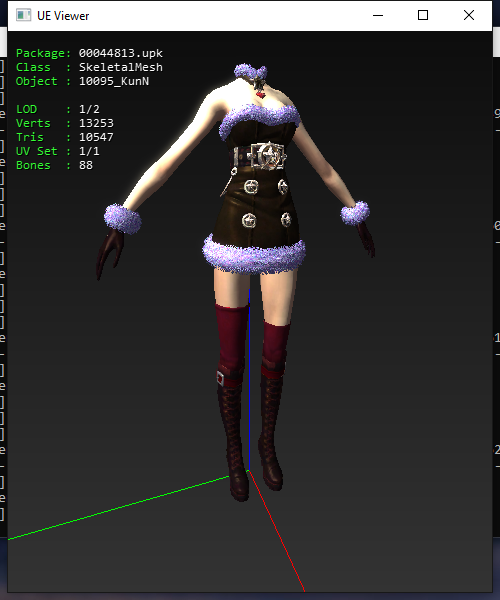 UE Viewer
Package: 00044813.upk
Class : SkeletalMesh
Object : 10095_KunN
LOD : 1/2
Verts : 13253
Tris : 10547
UV Set : 1/1
Bones : 88